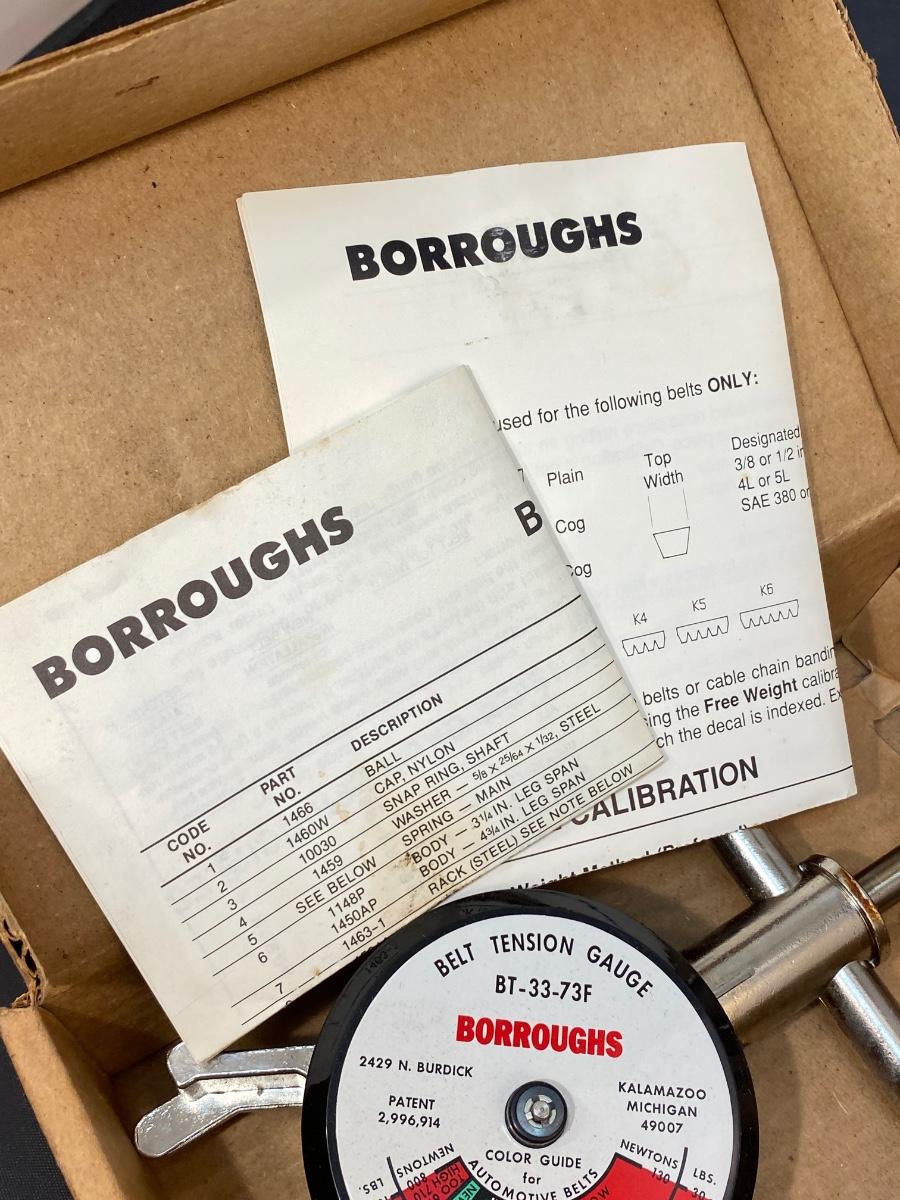 BORROUGHS
used for the following belts ONLY:
Plain
Top
Width
Designated
3/8 or 1/2 in
4L or 5L
SAE 380 or
Cog
Cog
K4 K5 K6
belts or cable chain bandin
sing the Free Weight calibra
ch the decal is indexed. Ex
CALIBRATION
BORROUGHS
B
CODE NO. PART NO. DESCRIPTION
1 1466 BALL
2 1460W CAP, NYLON
3 10030 SNAP RING, SHAFT
4 1459 WASHER — 5/8 X 25/64 X 1/32, STEEL
5 SEE BELOW SPRING — MAIN
6 1148P BODY — 3 1/4 IN. LEG SPAN
1450AP BODY — 4 3/4 IN. LEG SPAN
7 1463-1 RACK (STEEL) SEE NOTE BELOW
BELT TENSION GAUGE
BT-33-73F
BORROUGHS
2429 N. BURDICK
KALAMAZOO
MICHIGAN
49007
PATENT
2,996,914
COLOR GUIDE
for
AUTOMOTIVE BELTS
NEWTONS
LBS.
800
TOO
HIGH
NEWTONS
LBS.
130
30